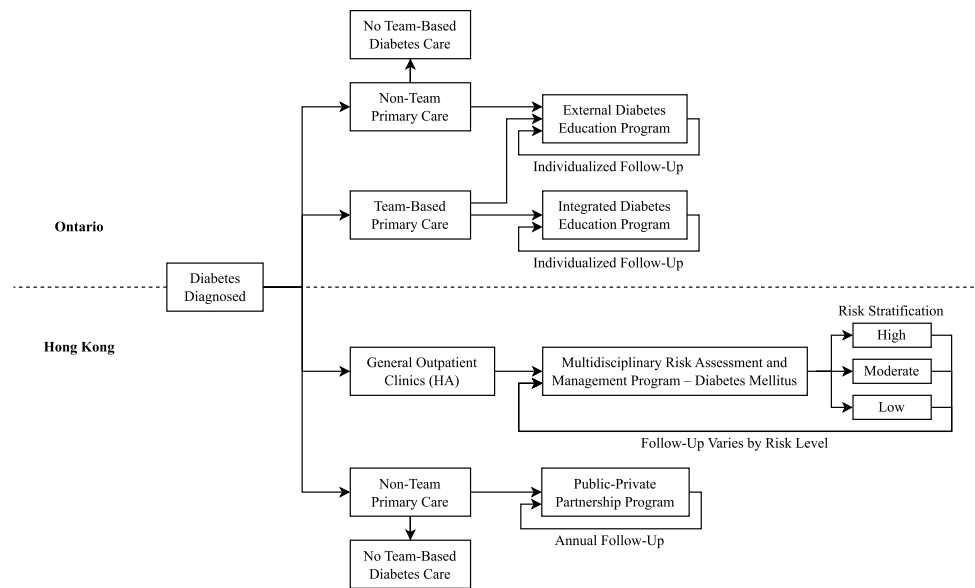 No Team-Based
Diabetes Care
Non-Team
Primary Care
External Diabetes
Education Program
Individualized Follow-Up
Team-Based
Primary Care
Integrated Diabetes
Education Program
Individualized Follow-Up
Ontario
Diabetes
Diagnosed
Hong Kong
General Outpatient
Clinics (HA)
Multidisciplinary Risk Assessment and
Management Program – Diabetes Mellitus
Risk Stratification
High
Moderate
Low
Follow-Up Varies by Risk Level
Non-Team
Primary Care
Public-Private
Partnership Program
Annual Follow-Up
No Team-Based
Diabetes Care